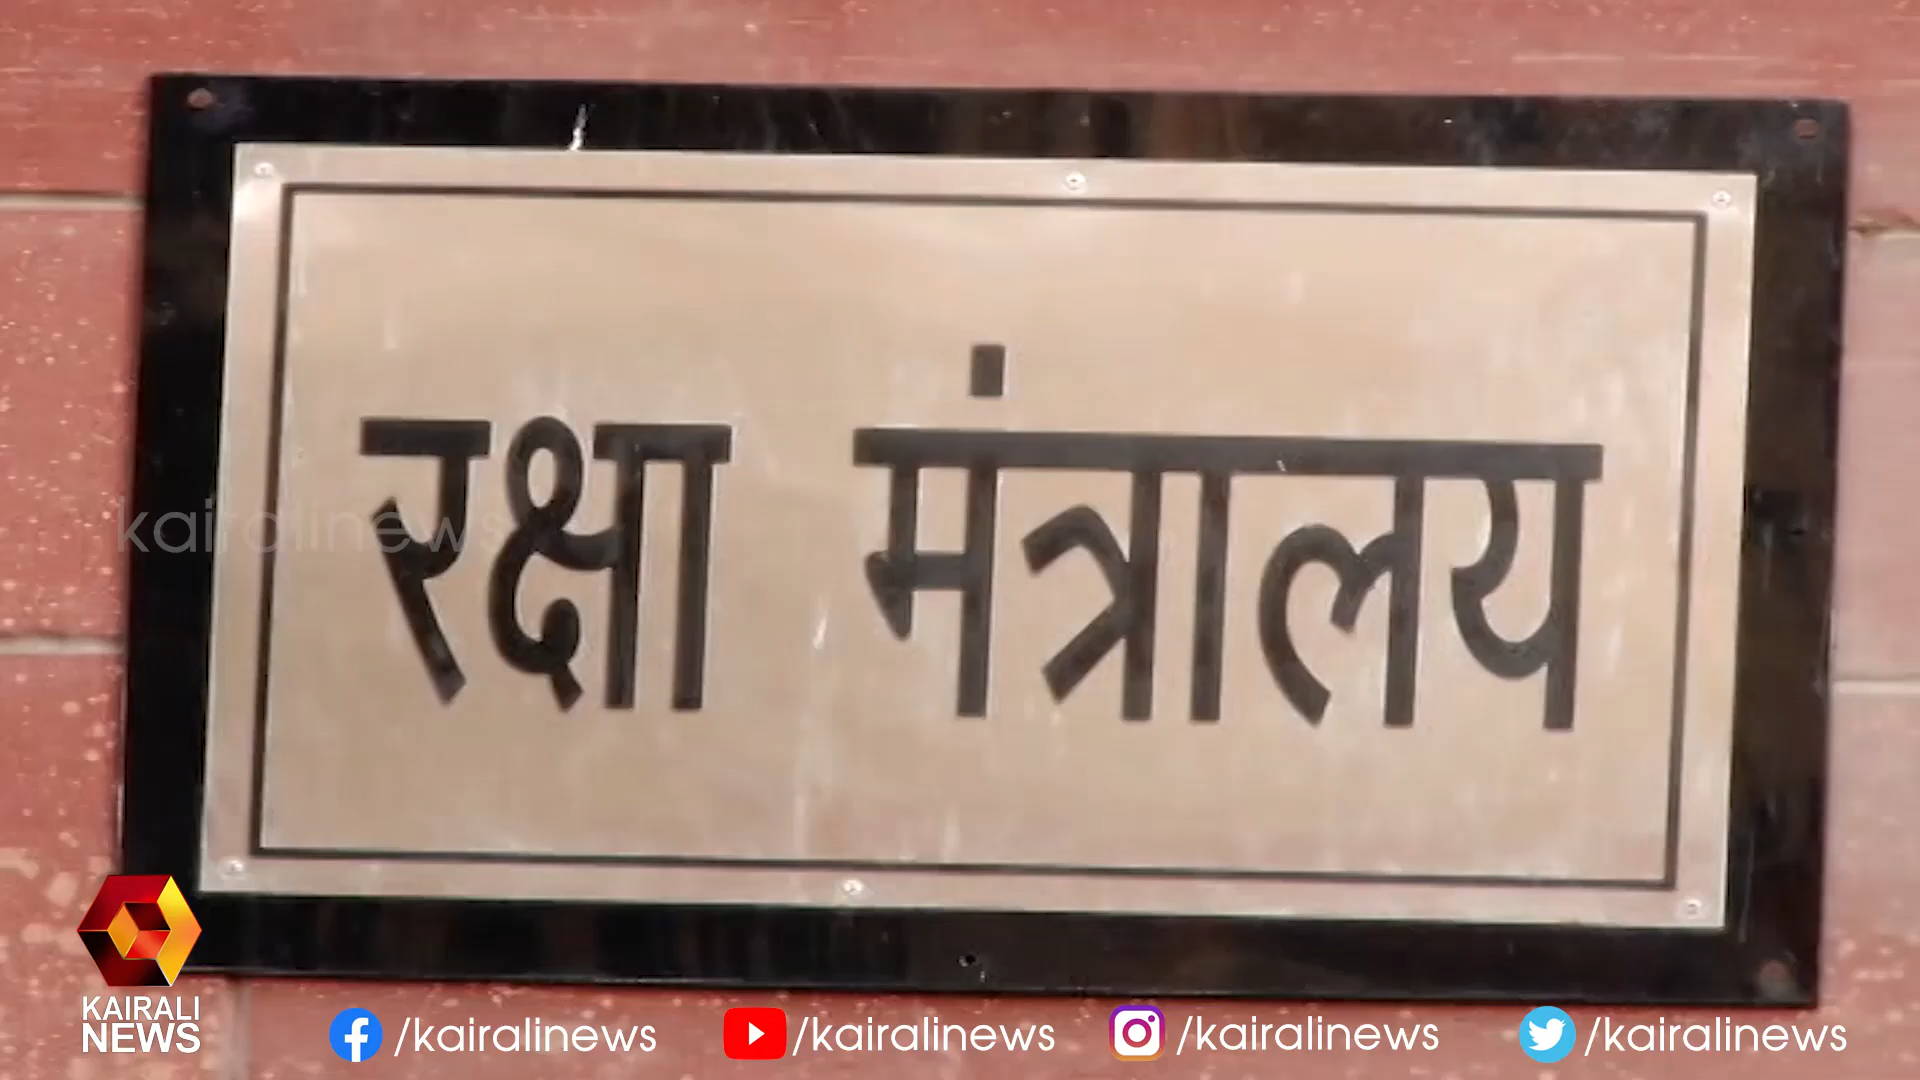 रक्षा मंत्रालय
kairalinews
KAIRALI
NEWS
/kairalinews /kairalinews /kairalinews /kairalinews